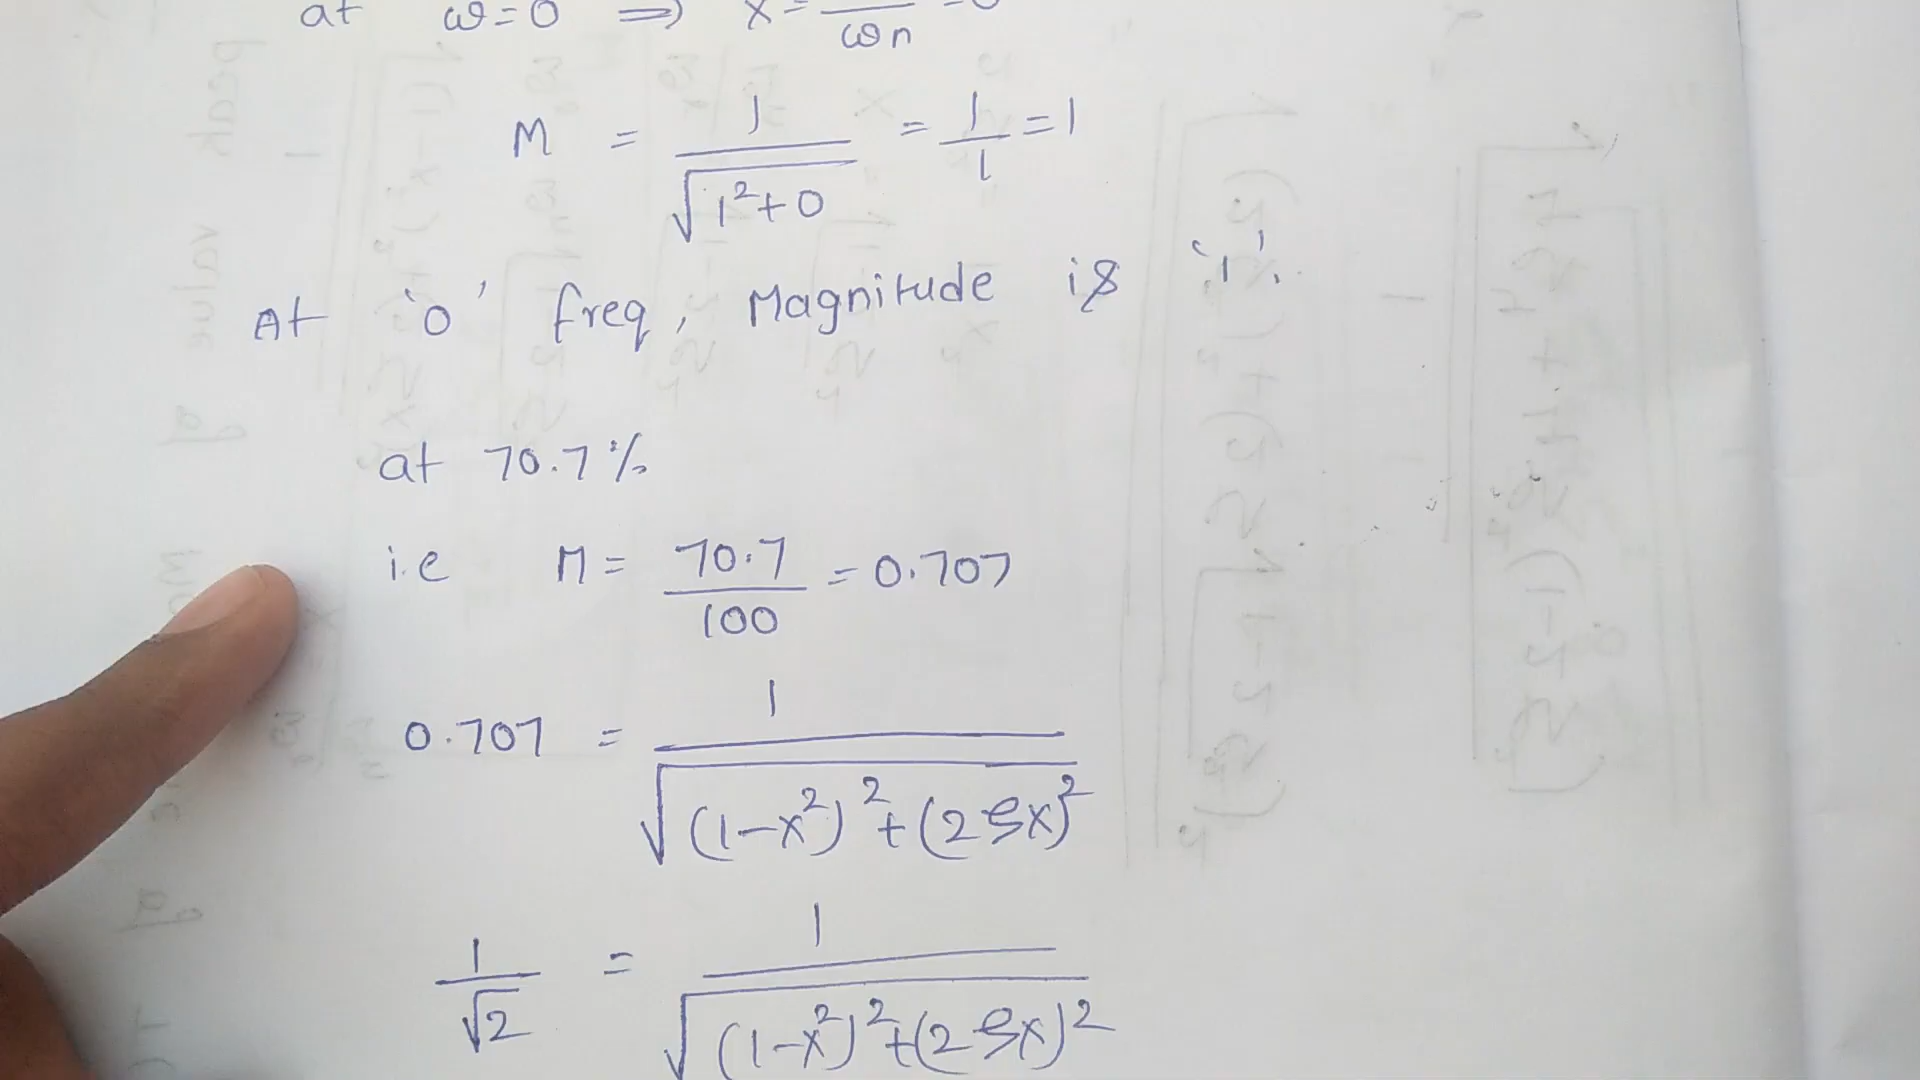 at ω=0 ⇒ x = ― = 0
ωn
M = 1/√(1²+0) = 1/1 = 1
At '0' freq, Magnitude is '1'.
at 70.7%
i.e M = 70.7/100 = 0.707
0.707 = 1/√((1-x²)²+(2ξx)²)
1/√2 = 1/√((1-x²)²+(2ξx)²)